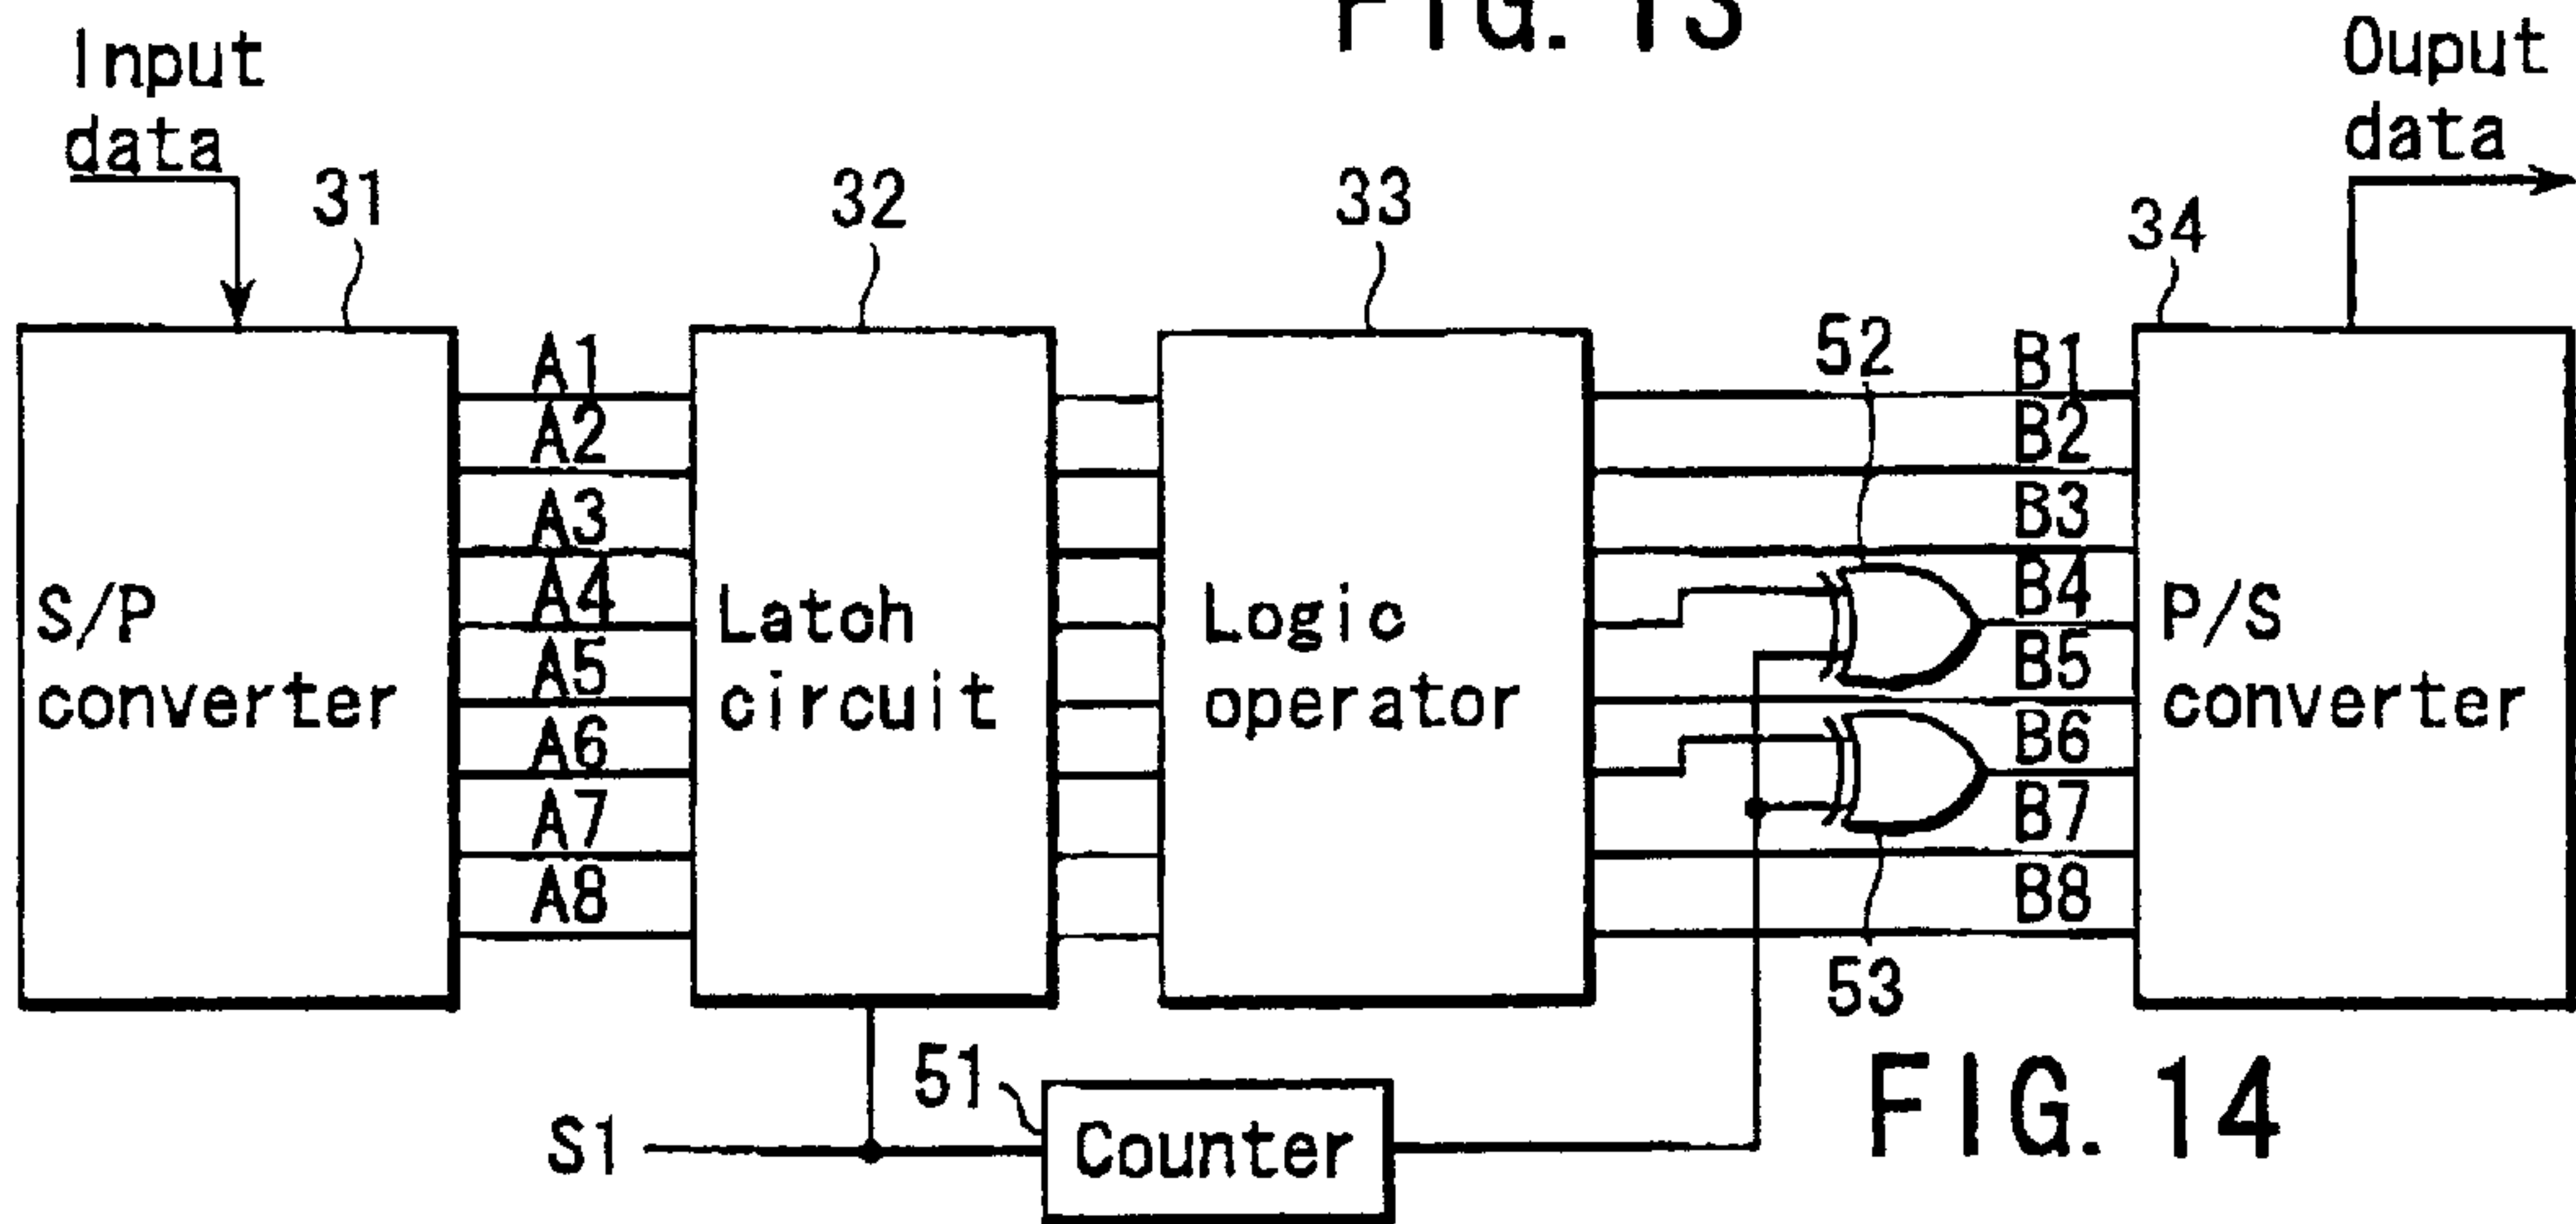 FIG. 13
Input
data
Ouput
data
31
32
33
34
52
A1
A2
A3
A4
A5
A6
A7
A8
B1
B2
B3
B4
B5
B6
B7
B8
S/P
converter
Latch
circuit
Logic
operator
P/S
converter
53
51
S1
Counter
FIG. 14